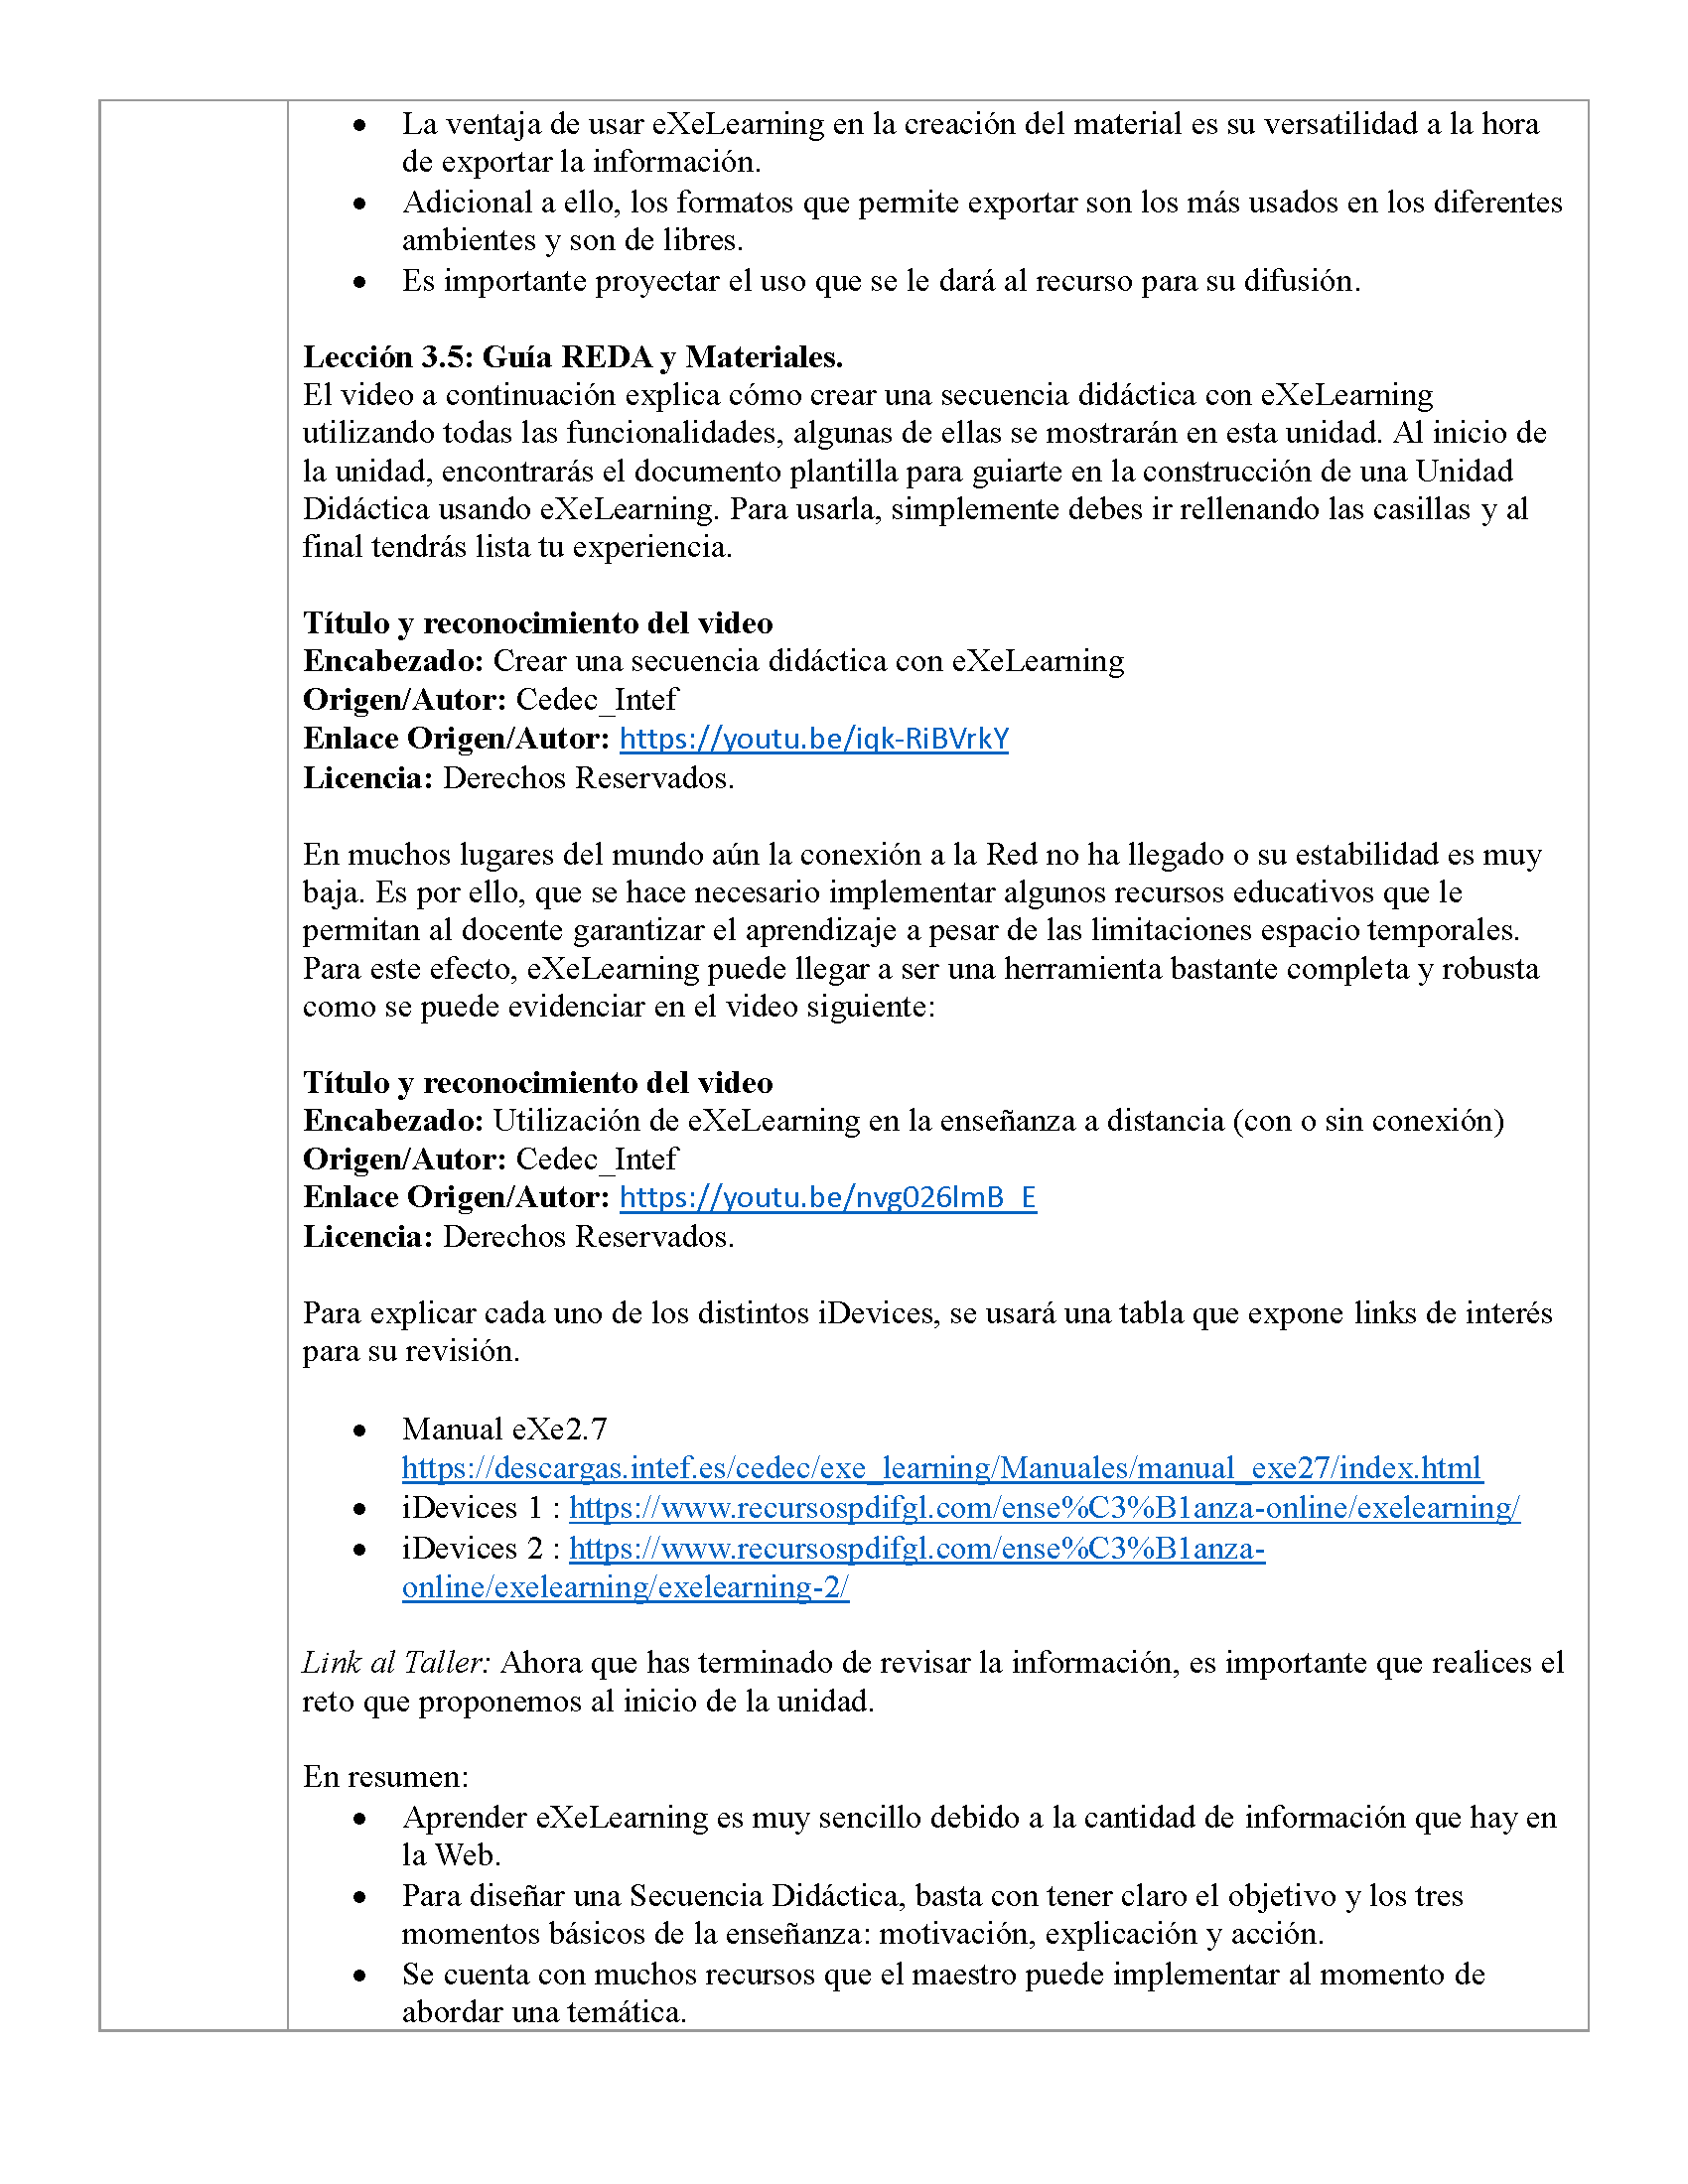 • La ventaja de usar eXeLearning en la creación del material es su versatilidad a la hora
de exportar la información.
• Adicional a ello, los formatos que permite exportar son los más usados en los diferentes
ambientes y son de libres.
• Es importante proyectar el uso que se le dará al recurso para su difusión.
Lección 3.5: Guía REDA y Materiales.
El video a continuación explica cómo crear una secuencia didáctica con eXeLearning
utilizando todas las funcionalidades, algunas de ellas se mostrarán en esta unidad. Al inicio de
la unidad, encontrarás el documento plantilla para guiarte en la construcción de una Unidad
Didáctica usando eXeLearning. Para usarla, simplemente debes ir rellenando las casillas y al
final tendrás lista tu experiencia.
Título y reconocimiento del video
Encabezado: Crear una secuencia didáctica con eXeLearning
Origen/Autor: Cedec_Intef
Enlace Origen/Autor: https://youtu.be/iqk-RiBVrkY
Licencia: Derechos Reservados.
En muchos lugares del mundo aún la conexión a la Red no ha llegado o su estabilidad es muy
baja. Es por ello, que se hace necesario implementar algunos recursos educativos que le
permitan al docente garantizar el aprendizaje a pesar de las limitaciones espacio temporales.
Para este efecto, eXeLearning puede llegar a ser una herramienta bastante completa y robusta
como se puede evidenciar en el video siguiente:
Título y reconocimiento del video
Encabezado: Utilización de eXeLearning en la enseñanza a distancia (con o sin conexión)
Origen/Autor: Cedec_Intef
Enlace Origen/Autor: https://youtu.be/nvg026lmB_E
Licencia: Derechos Reservados.
Para explicar cada uno de los distintos iDevices, se usará una tabla que expone links de interés
para su revisión.
• Manual eXe2.7
https://descargas.intef.es/cedec/exe_learning/Manuales/manual_exe27/index.html
• iDevices 1 : https://www.recursospdifgl.com/ense%C3%B1anza-online/exelearning/
• iDevices 2 : https://www.recursospdifgl.com/ense%C3%B1anza-
online/exelearning/exelearning-2/
Link al Taller: Ahora que has terminado de revisar la información, es importante que realices el
reto que proponemos al inicio de la unidad.
En resumen:
• Aprender eXeLearning es muy sencillo debido a la cantidad de información que hay en
la Web.
• Para diseñar una Secuencia Didáctica, basta con tener claro el objetivo y los tres
momentos básicos de la enseñanza: motivación, explicación y acción.
• Se cuenta con muchos recursos que el maestro puede implementar al momento de
abordar una temática.